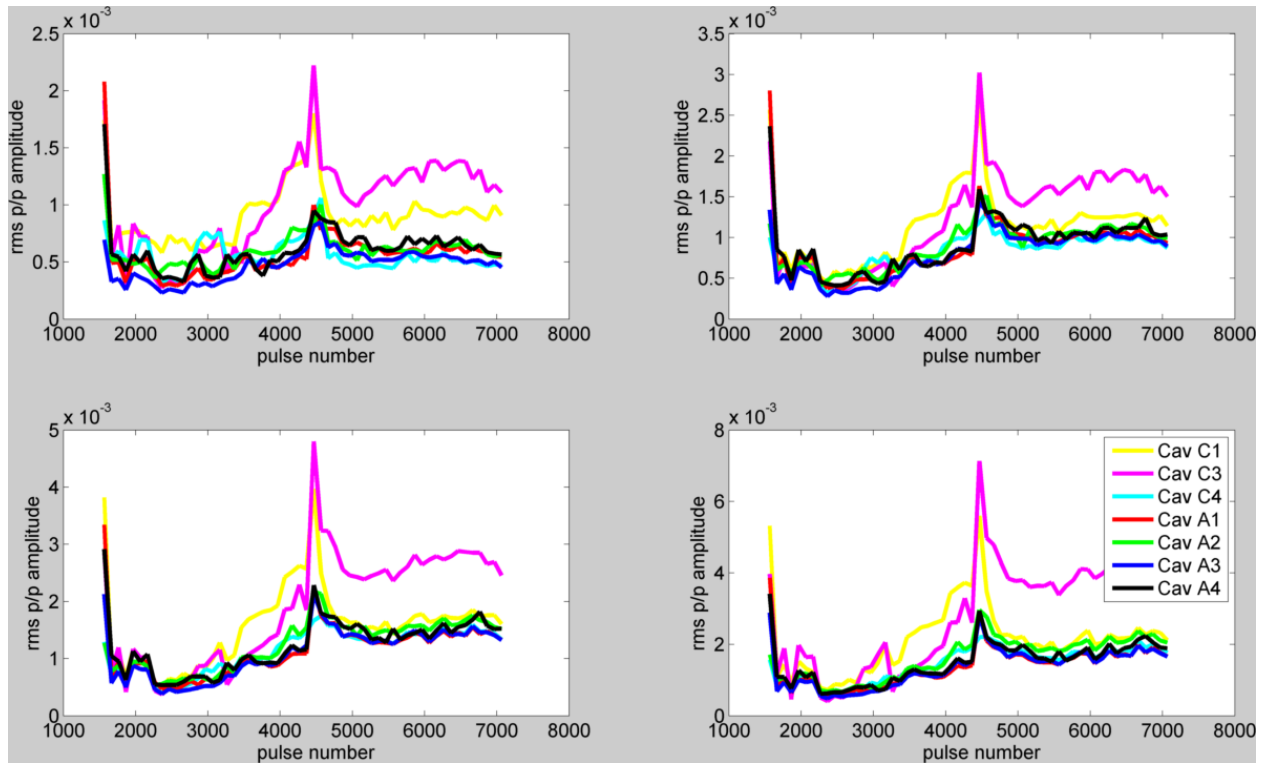 x 10⁻³
2.5
2
1.5
1
0.5
0
1000 2000 3000 4000 5000 6000 7000 8000
pulse number
rms p/p amplitude
x 10⁻³
3.5
3
2.5
2
1.5
1
0.5
0
1000 2000 3000 4000 5000 6000 7000 8000
pulse number
rms p/p amplitude
x 10⁻³
5
4
3
2
1
0
1000 2000 3000 4000 5000 6000 7000 8000
pulse number
rms p/p amplitude
x 10⁻³
8
6
4
2
0
1000 2000 3000 4000 5000 6000 7000 8000
pulse number
rms p/p amplitude
Cav C1
Cav C3
Cav C4
Cav A1
Cav A2
Cav A3
Cav A4